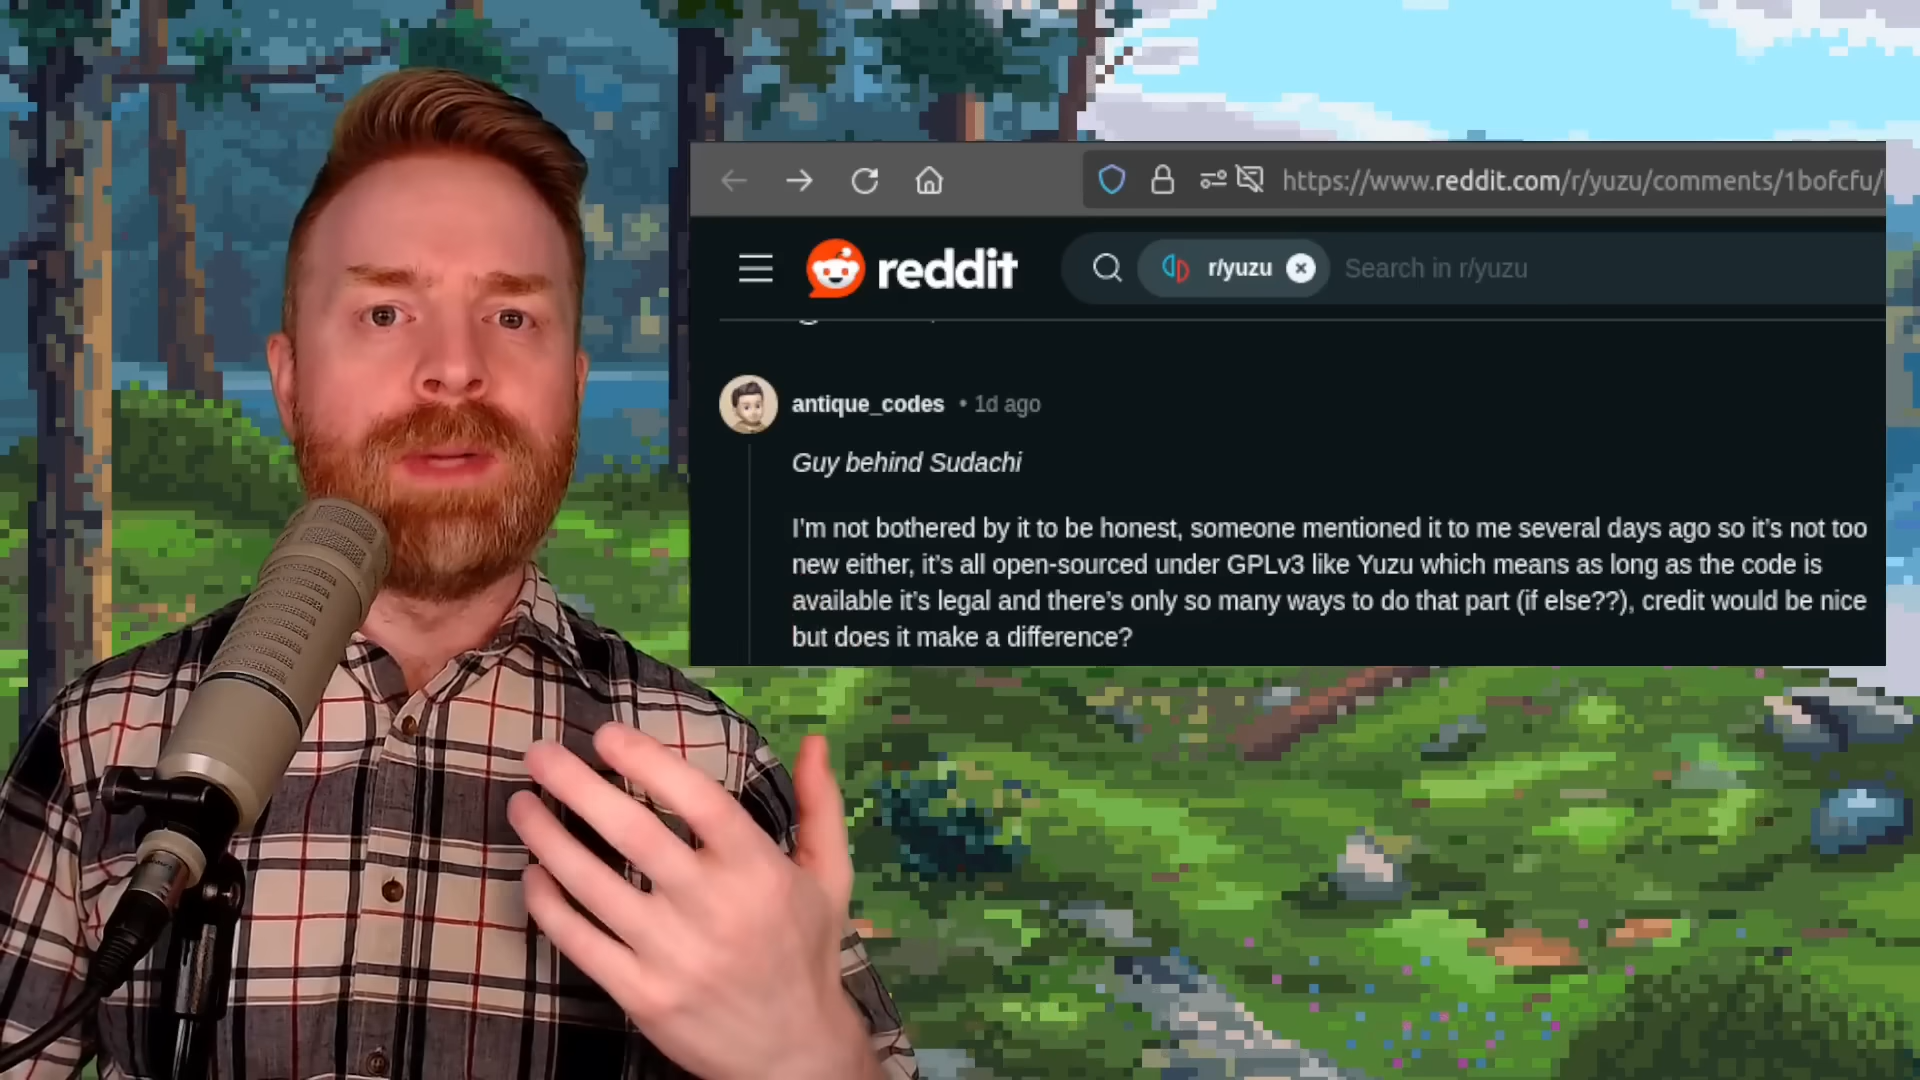 https://www.reddit.com/r/yuzu/comments/1bofcfu/
reddit
r/yuzu
Search in r/yuzu
antique_codes • 1d ago
Guy behind Sudachi
I'm not bothered by it to be honest, someone mentioned it to me several days ago so it's not too
new either, it's all open-sourced under GPLv3 like Yuzu which means as long as the code is
available it's legal and there's only so many ways to do that part (if else??), credit would be nice
but does it make a difference?